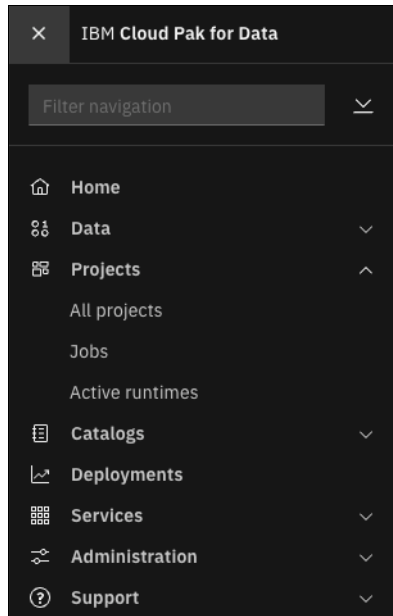 IBM Cloud Pak for Data
Filter navigation
Home
Data
Projects
All projects
Jobs
Active runtimes
Catalogs
Deployments
Services
Administration
Support